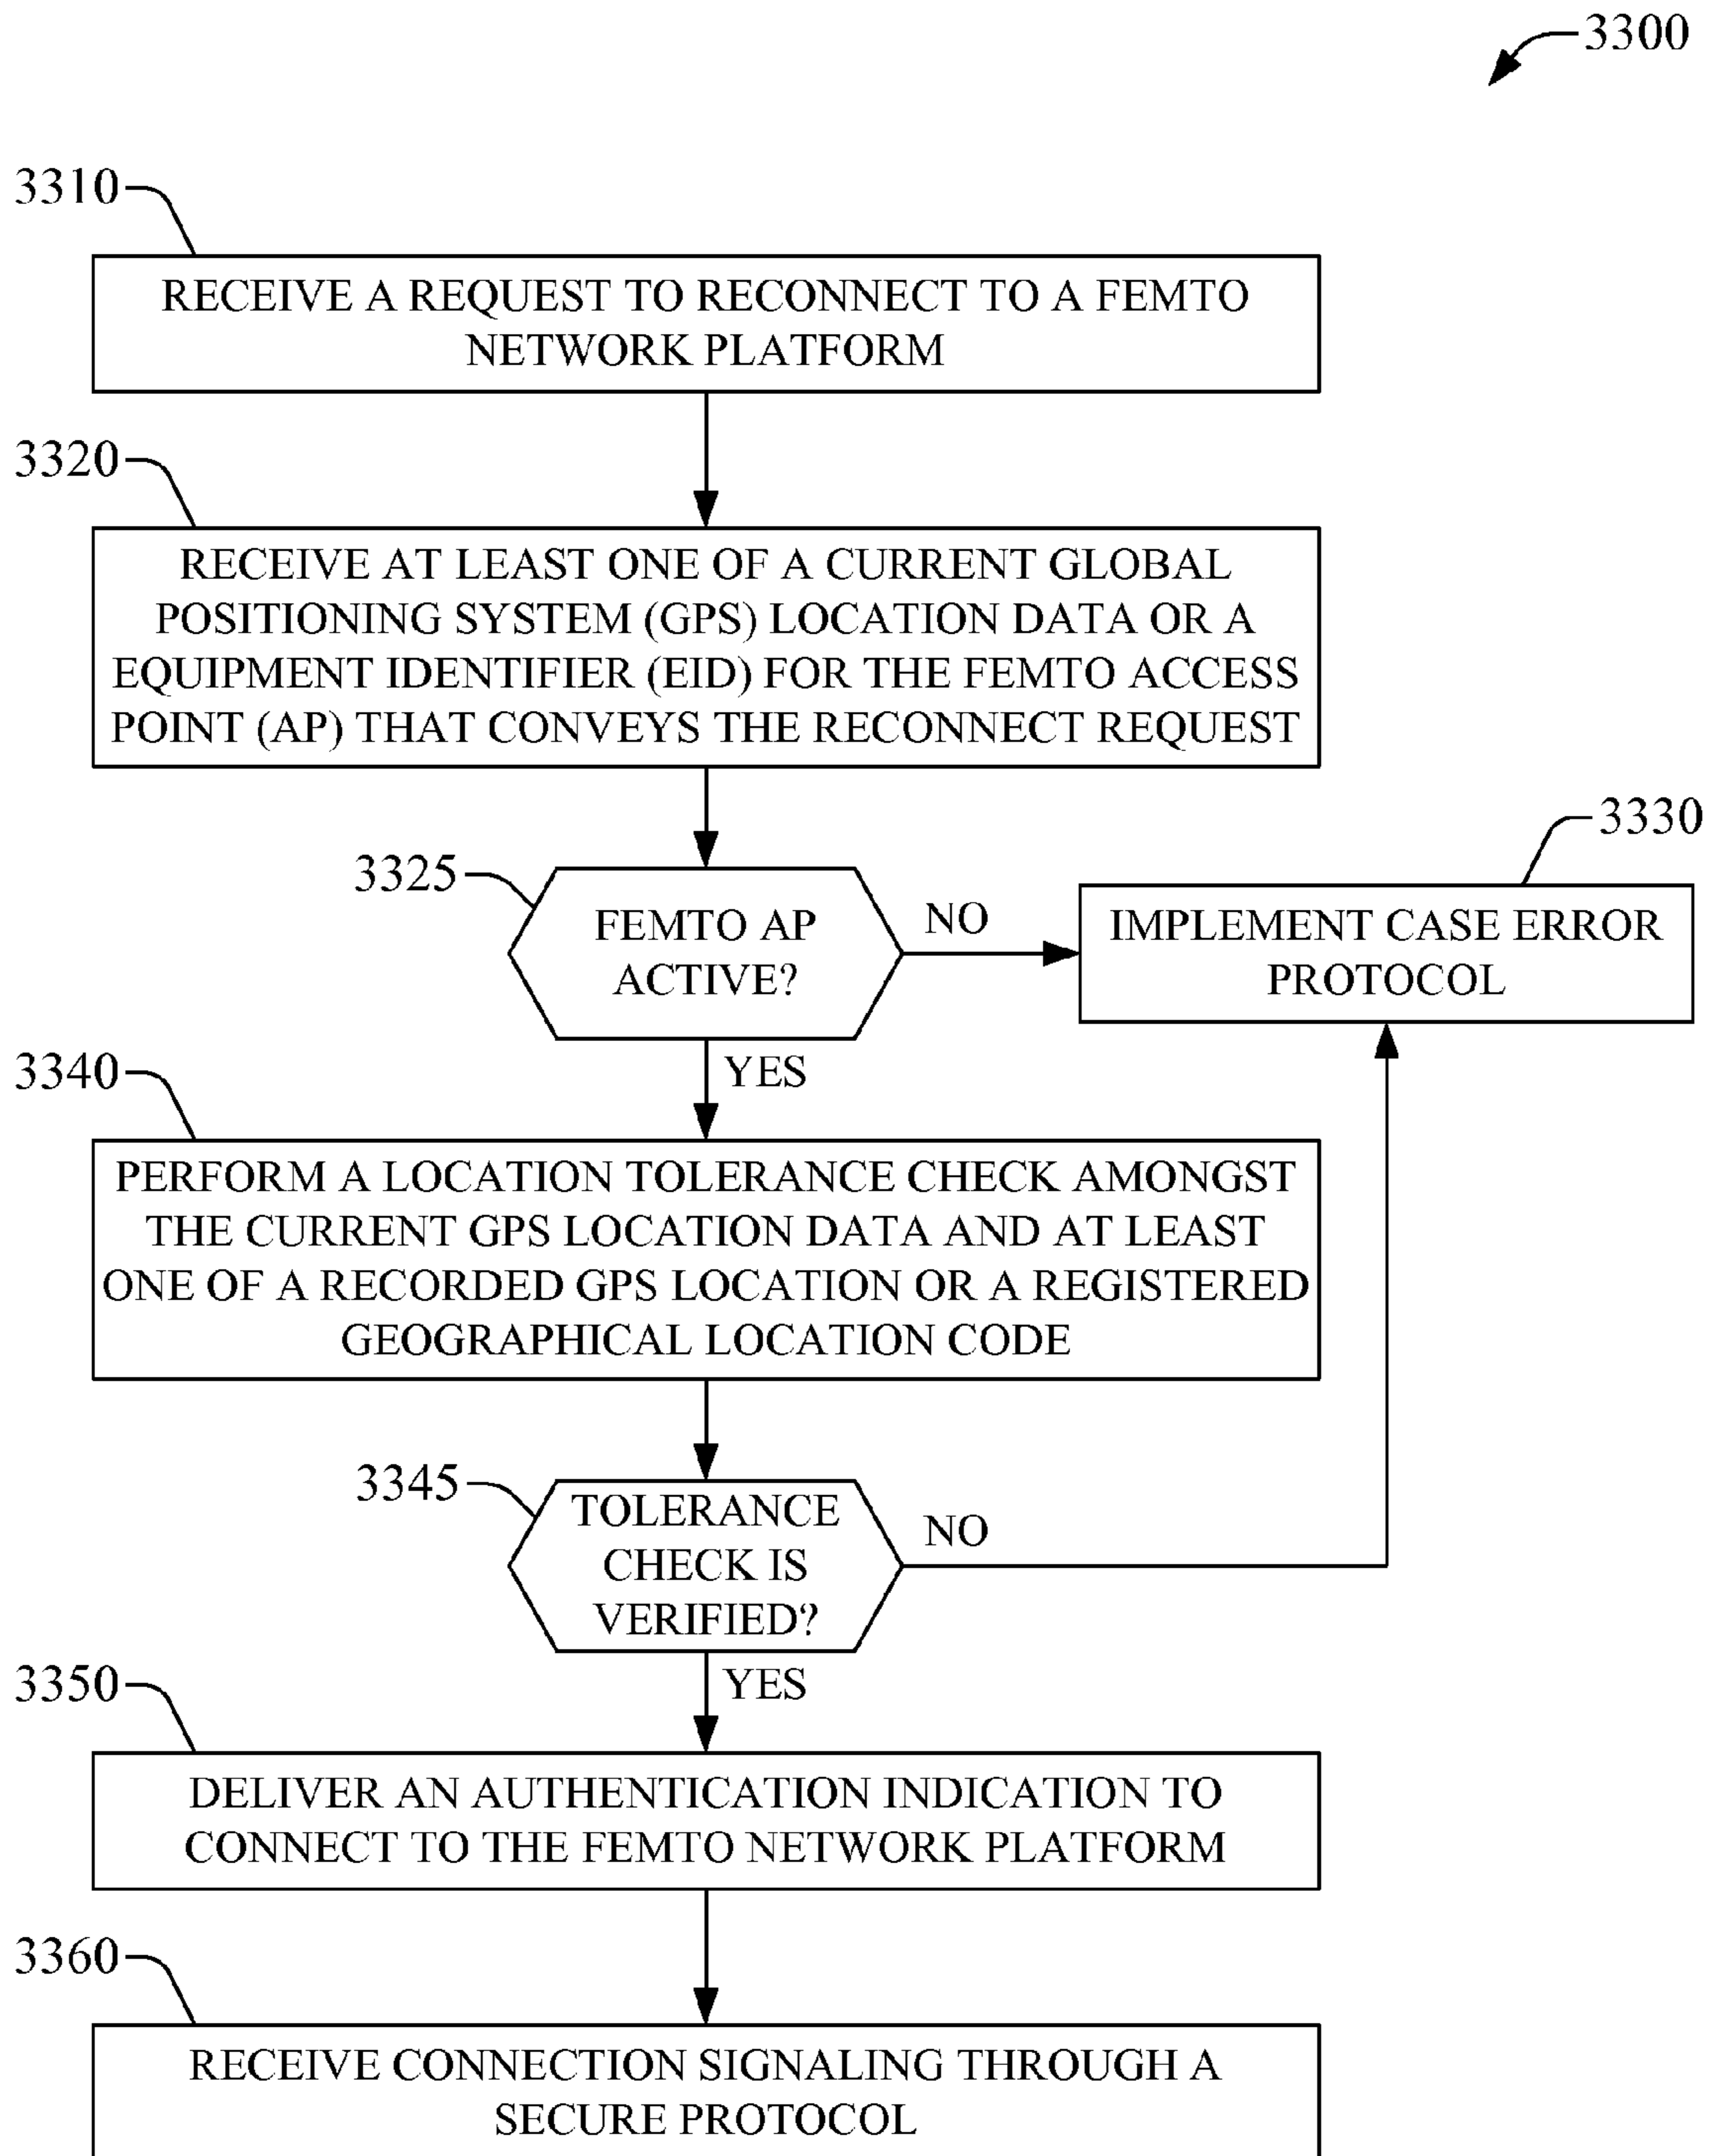 3300
3310
RECEIVE A REQUEST TO RECONNECT TO A FEMTO
NETWORK PLATFORM
3320
RECEIVE AT LEAST ONE OF A CURRENT GLOBAL
POSITIONING SYSTEM (GPS) LOCATION DATA OR A
EQUIPMENT IDENTIFIER (EID) FOR THE FEMTO ACCESS
POINT (AP) THAT CONVEYS THE RECONNECT REQUEST
3325
FEMTO AP
ACTIVE?
NO
3330
IMPLEMENT CASE ERROR
PROTOCOL
YES
3340
PERFORM A LOCATION TOLERANCE CHECK AMONGST
THE CURRENT GPS LOCATION DATA AND AT LEAST
ONE OF A RECORDED GPS LOCATION OR A REGISTERED
GEOGRAPHICAL LOCATION CODE
3345
TOLERANCE
CHECK IS
VERIFIED?
NO
YES
3350
DELIVER AN AUTHENTICATION INDICATION TO
CONNECT TO THE FEMTO NETWORK PLATFORM
3360
RECEIVE CONNECTION SIGNALING THROUGH A
SECURE PROTOCOL